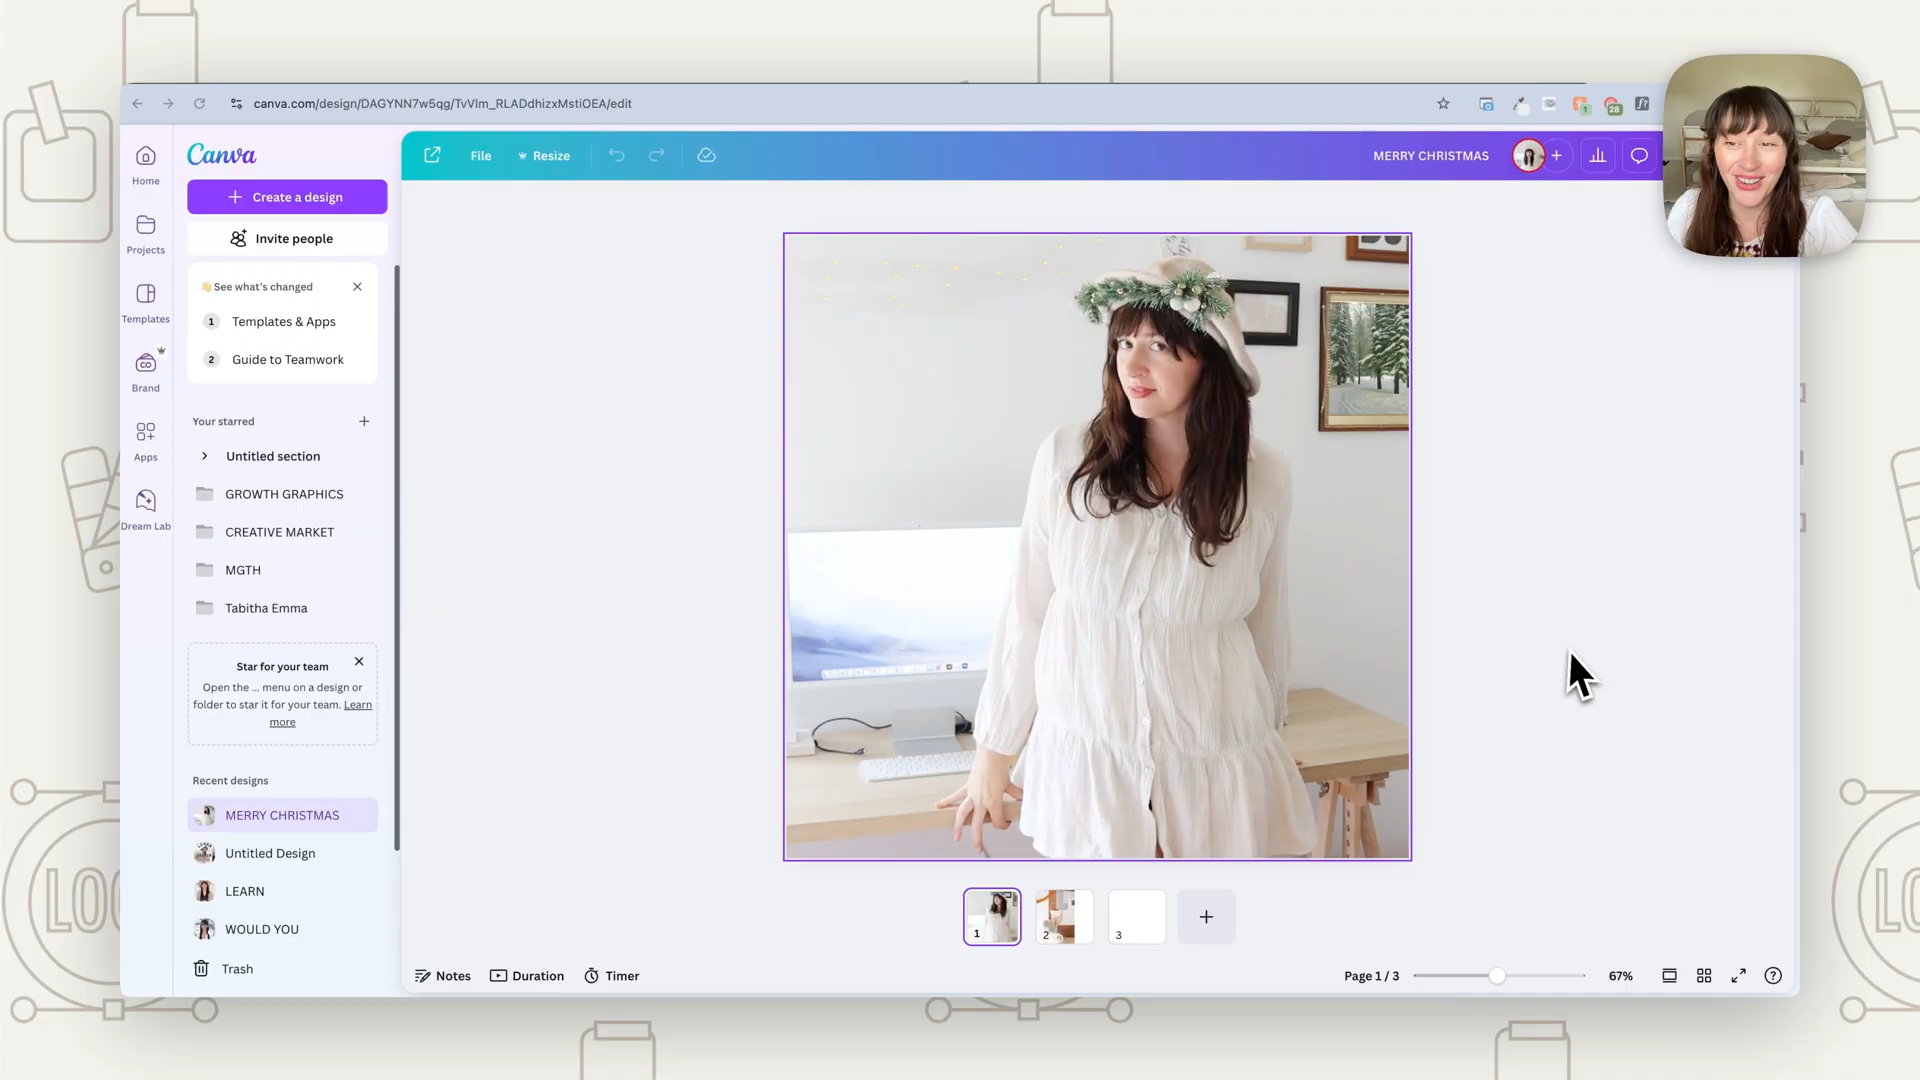 canva.com/design/DAGYNN7w5qg/TvVlm_RLADdhizxMstiOEA/edit
1
28
f?
Home
Projects
Templates
Brand
Apps
Dream Lab
Canva
Create a design
Invite people
See what's changed
1 Templates & Apps
2 Guide to Teamwork
Your starred
Untitled section
GROWTH GRAPHICS
CREATIVE MARKET
MGTH
Tabitha Emma
Star for your team
Open the ... menu on a design or
folder to star it for your team. Learn
more
Recent designs
MERRY CHRISTMAS
Untitled Design
LEARN
WOULD YOU
Trash
File
Resize
MERRY CHRISTMAS
1
2
3
Notes
Duration
Timer
Page 1 / 3
67%
LOG
LO